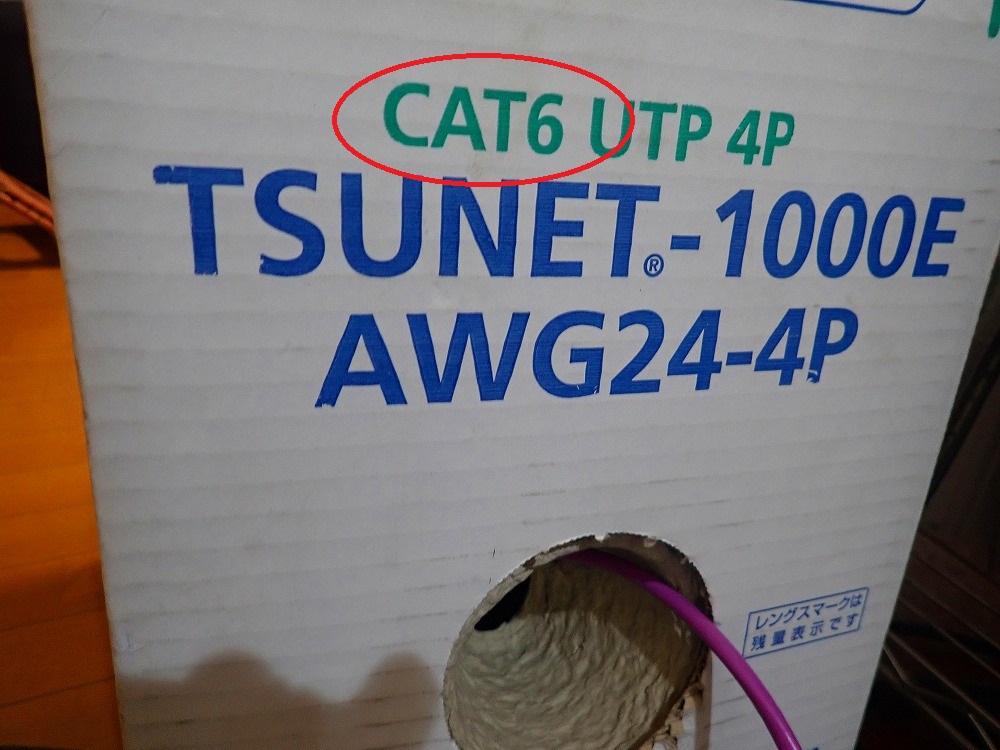 CAT6 UTP 4P
TSUNET®-1000E
AWG24-4P
レングスマークは
残量表示です